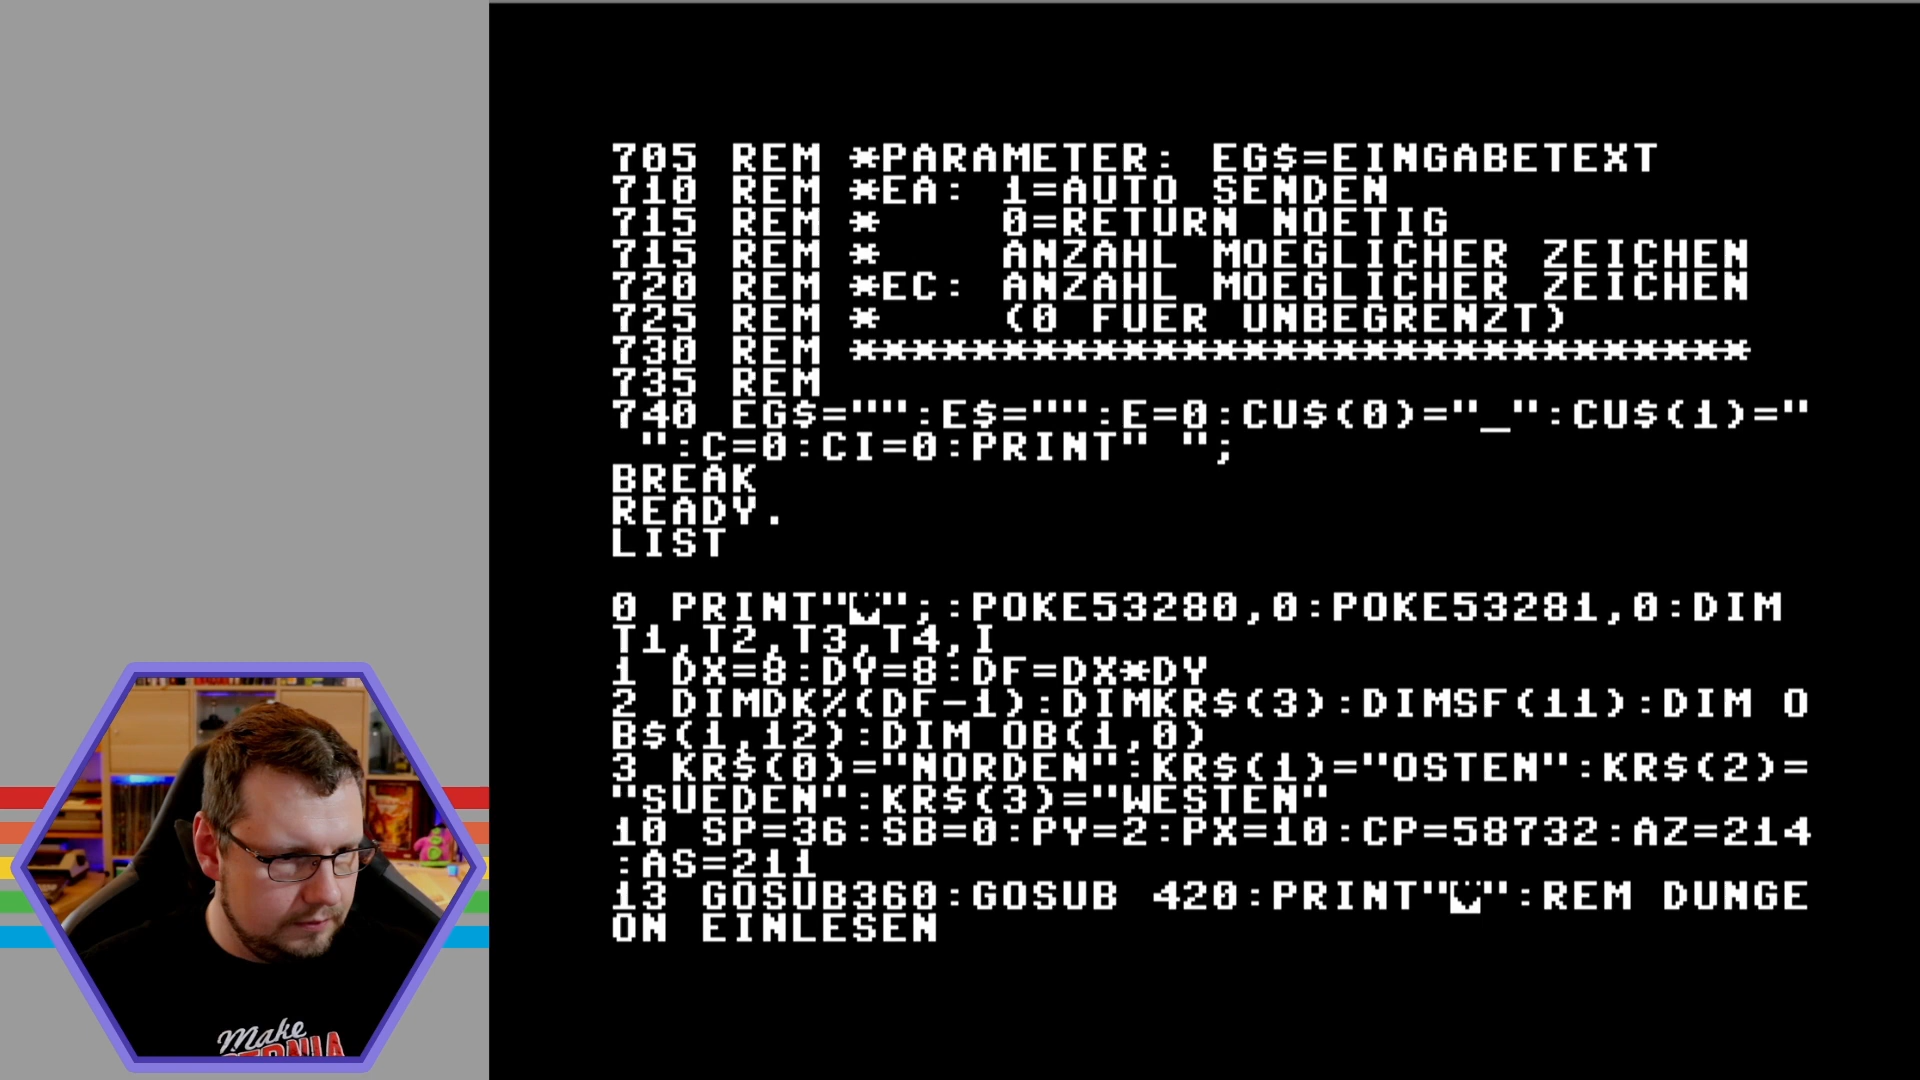 705 REM *PARAMETER: EG$=EINGABETEXT
710 REM *EA: 1=AUTO SENDEN
715 REM *    0=RETURN NOETIG
715 REM *    ANZAHL MOEGLICHER ZEICHEN
720 REM *EC: ANZAHL MOEGLICHER ZEICHEN
725 REM *    (0 FUER UNBEGRENZT)
730 REM ******************************
735 REM
740 EG$="":E$="":E=0:CU$(0)="_":CU$(1)="
 ":C=0:CI=0:PRINT" ";
BREAK
READY.
LIST
0 PRINT"♥";:POKE53280,0:POKE53281,0:DIM
T1,T2,T3,T4,I
1 DX=8:DY=8:DF=DX*DY
2 DIMDK%(DF-1):DIMKR$(3):DIMSF(11):DIM O
B$(1,12):DIM OB(1,0)
3 KR$(0)="NORDEN":KR$(1)="OSTEN":KR$(2)=
"SUEDEN":KR$(3)="WESTEN"
10 SP=36:SB=0:PY=2:PX=10:CP=58732:AZ=214
:AS=211
13 GOSUB360:GOSUB 420:PRINT"♥":REM DUNGE
ON EINLESEN
Make